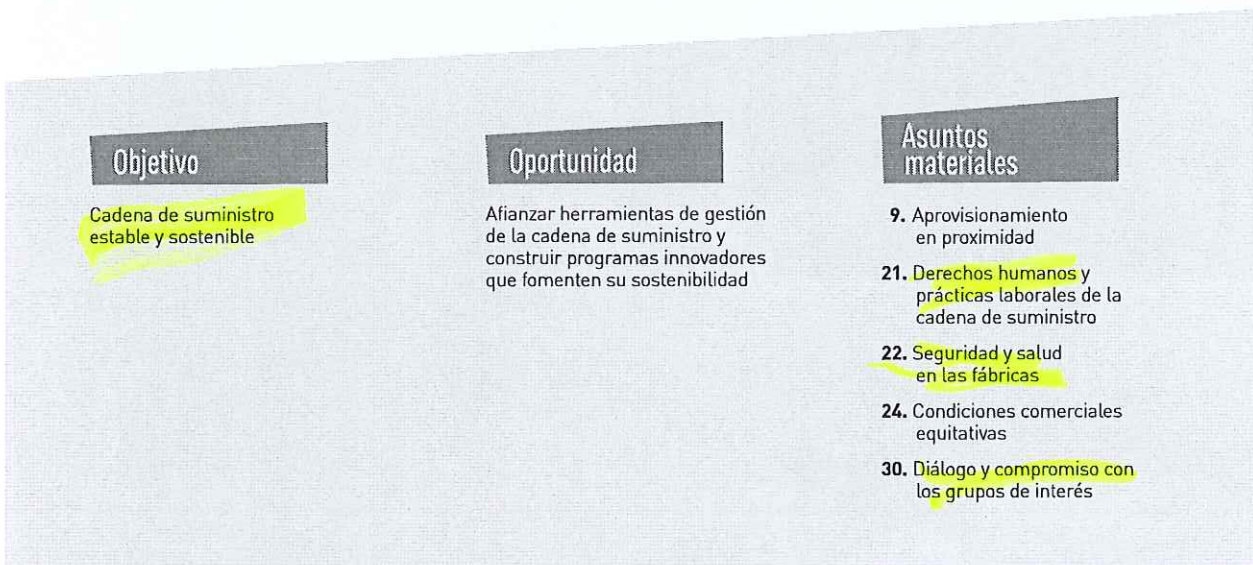 Objetivo
Cadena de suministro
estable y sostenible
Oportunidad
Afianzar herramientas de gestión
de la cadena de suministro y
construir programas innovadores
que fomenten su sostenibilidad
Asuntos
materiales
9. Aprovisionamiento
en proximidad
21. Derechos humanos y
prácticas laborales de la
cadena de suministro
22. Seguridad y salud
en las fábricas
24. Condiciones comerciales
equitativas
30. Diálogo y compromiso con
los grupos de interés